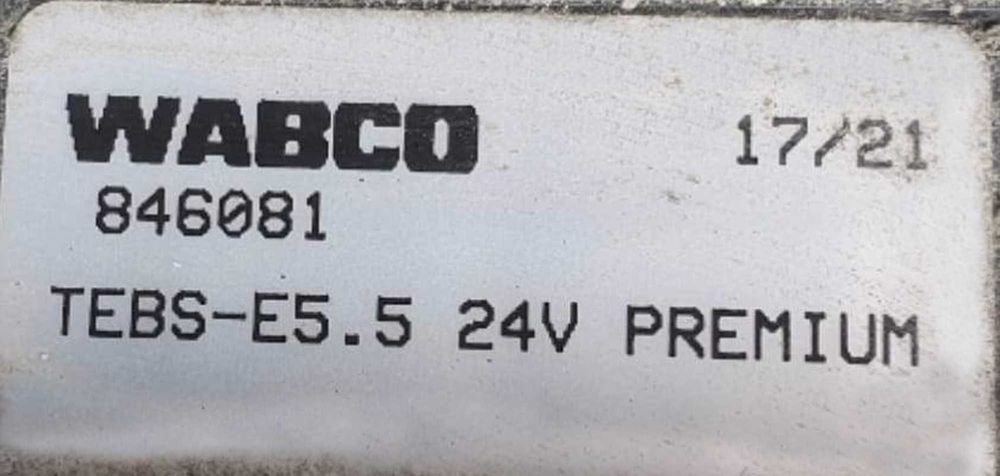 WABCO 17/21
846081
TEBS-E5.5 24V PREMIUM